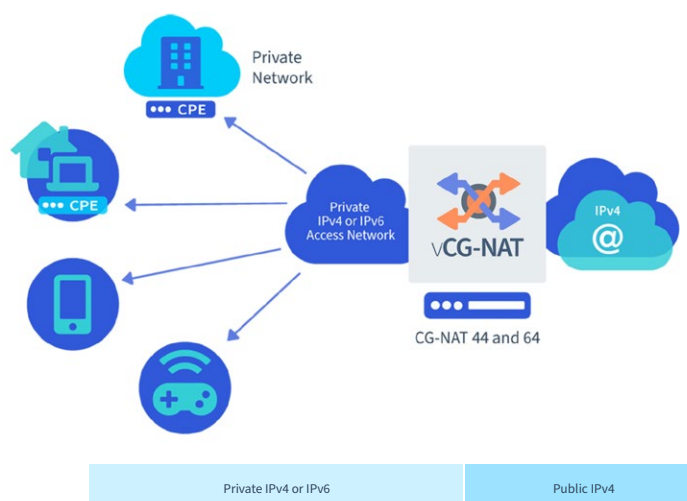 Private
Network
CPE
CPE
Private
IPv4 or IPv6
Access Network
vCG-NAT
IPv4
@
CG-NAT 44 and 64
Private IPv4 or IPv6
Public IPv4